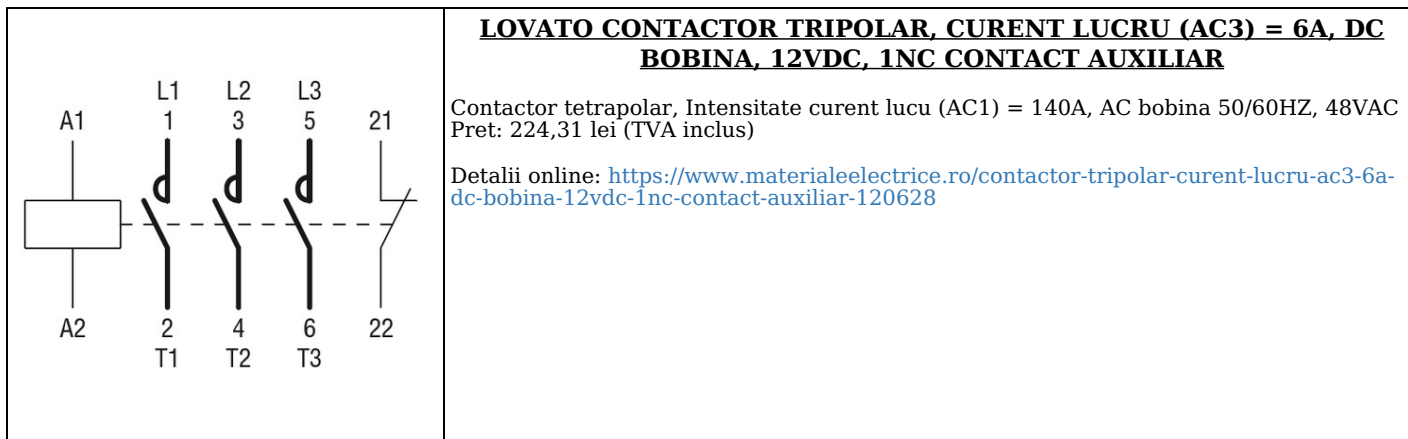 L1 L2 L3
A1 1 3 5 21
A2 2 4 6 22
T1 T2 T3
LOVATO CONTACTOR TRIPOLAR, CURENT LUCRU (AC3) = 6A, DC
BOBINA, 12VDC, 1NC CONTACT AUXILIAR
Contactor tetrapolar, Intensitate curent lucu (AC1) = 140A, AC bobina 50/60HZ, 48VAC
Pret: 224,31 lei (TVA inclus)
Detalii online: https://www.materialeelectrice.ro/contactor-tripolar-curent-lucru-ac3-6a-
dc-bobina-12vdc-1nc-contact-auxiliar-120628